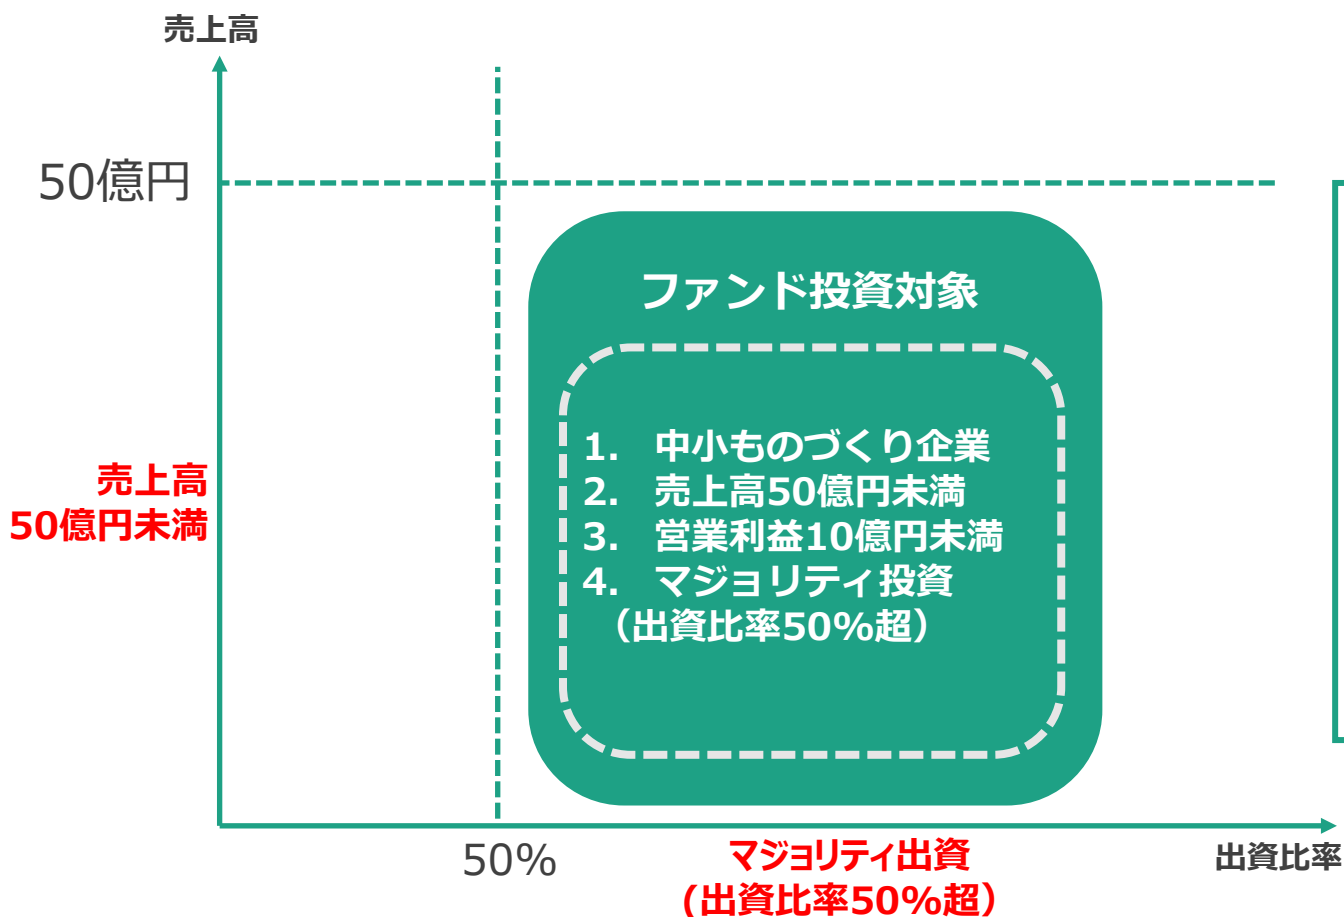 売上高
50億円
ファンド投資対象
1. 中小ものづくり企業
2. 売上高50億円未満
3. 営業利益10億円未満
4. マジョリティ投資
（出資比率50%超）
売上高
50億円未満
50%
マジョリティ出資
(出資比率50%超）
出資比率